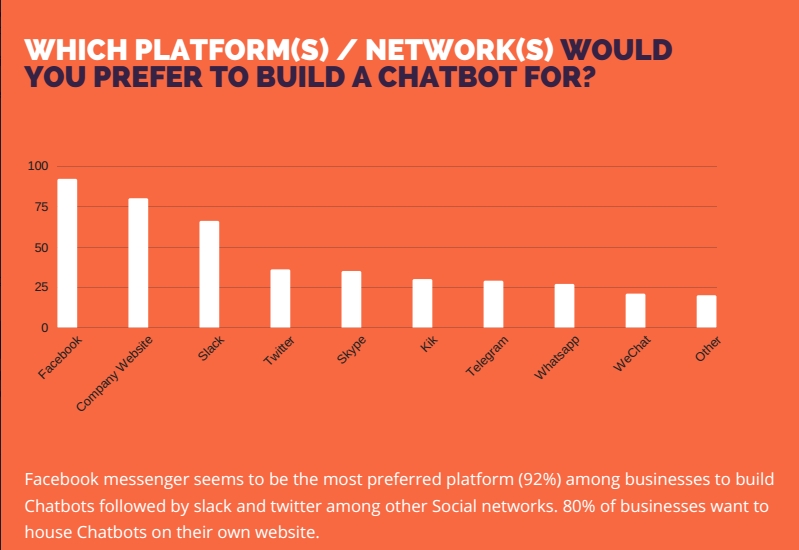 WHICH PLATFORM(S) / NETWORK(S) WOULD
YOU PREFER TO BUILD A CHATBOT FOR?
100
75
50
25
0
Facebook
Company Website
Slack
Twitter
Skype
Kik
Telegram
Whatsapp
WeChat
Other
Facebook messenger seems to be the most preferred platform (92%) among businesses to build
Chatbots followed by slack and twitter among other Social networks. 80% of businesses want to
house Chatbots on their own website.